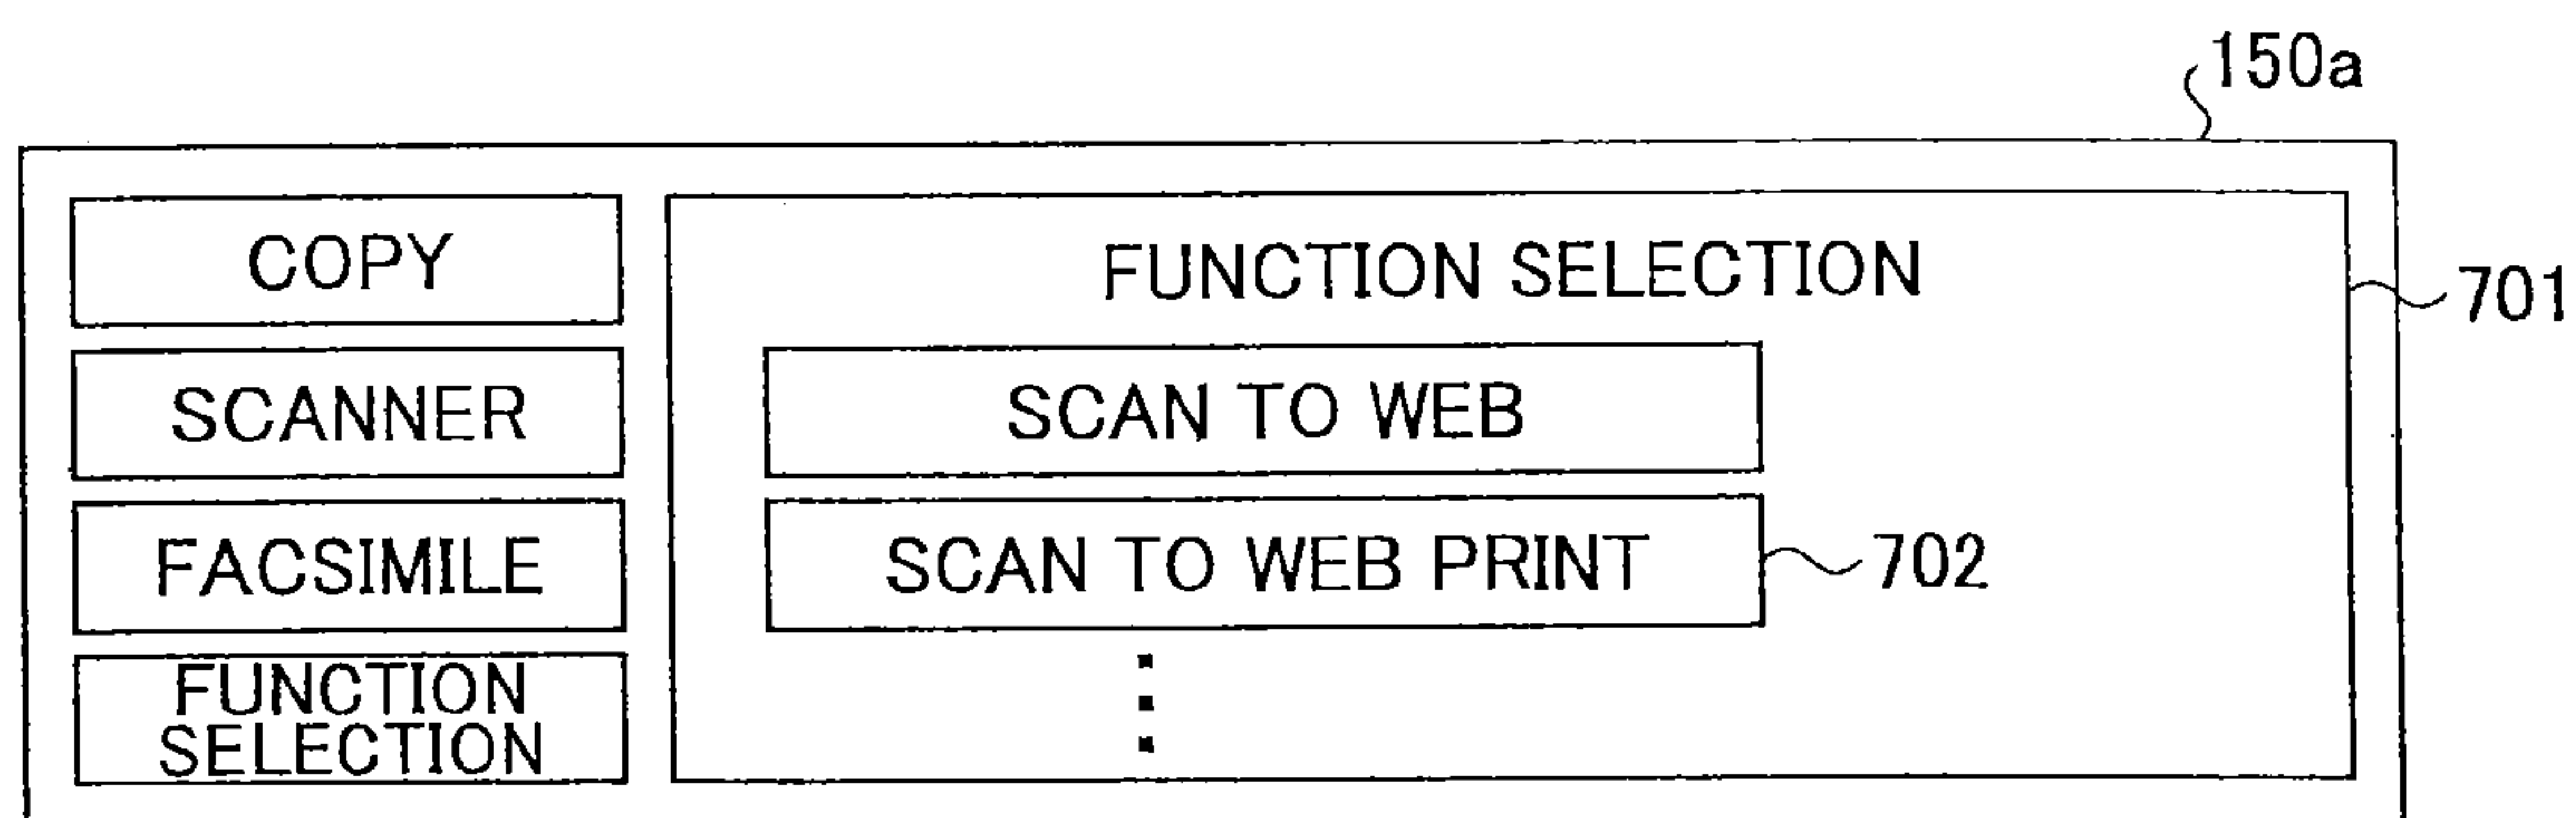 150a
COPY
SCANNER
FACSIMILE
FUNCTION
SELECTION
FUNCTION SELECTION
701
SCAN TO WEB
SCAN TO WEB PRINT
702